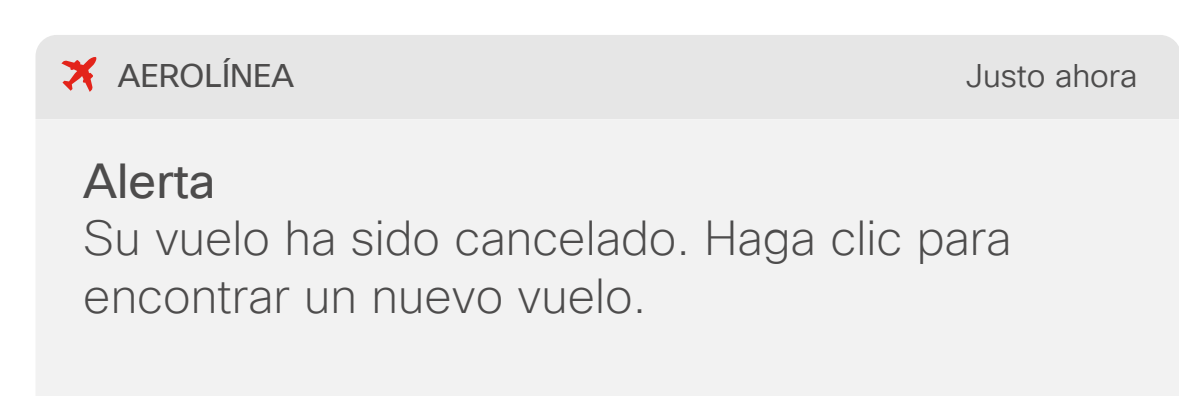 AEROLÍNEA
Justo ahora
Alerta
Su vuelo ha sido cancelado. Haga clic para
encontrar un nuevo vuelo.